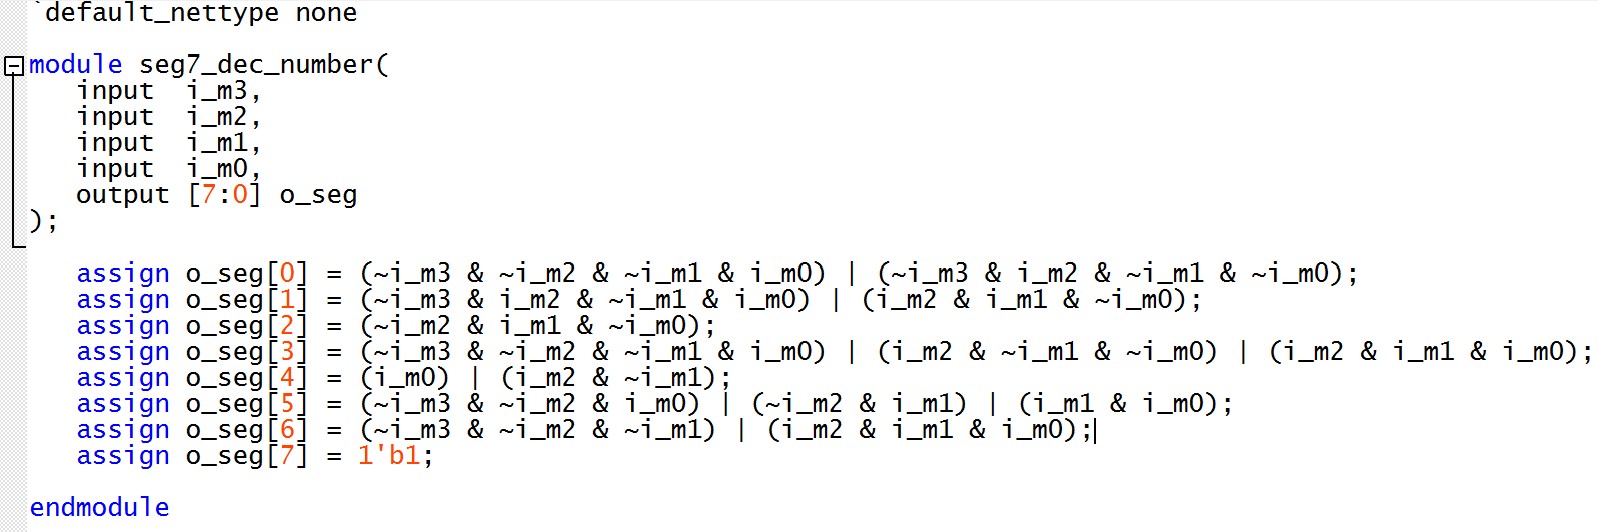 `default_nettype none
module seg7_dec_number(
input i_m3,
input i_m2,
input i_m1,
input i_m0,
output [7:0] o_seg
);
assign o_seg[0] = (~i_m3 & ~i_m2 & ~i_m1 & i_m0) | (~i_m3 & i_m2 & ~i_m1 & ~i_m0);
assign o_seg[1] = (~i_m3 & i_m2 & ~i_m1 & i_m0) | (i_m2 & i_m1 & ~i_m0);
assign o_seg[2] = (~i_m2 & i_m1 & ~i_m0);
assign o_seg[3] = (~i_m3 & ~i_m2 & ~i_m1 & i_m0) | (i_m2 & ~i_m1 & ~i_m0) | (i_m2 & i_m1 & i_m0);
assign o_seg[4] = (i_m0) | (i_m2 & ~i_m1);
assign o_seg[5] = (~i_m3 & ~i_m2 & i_m0) | (~i_m2 & i_m1) | (i_m1 & i_m0);
assign o_seg[6] = (~i_m3 & ~i_m2 & ~i_m1) | (i_m2 & i_m1 & i_m0);
assign o_seg[7] = 1'b1;
endmodule